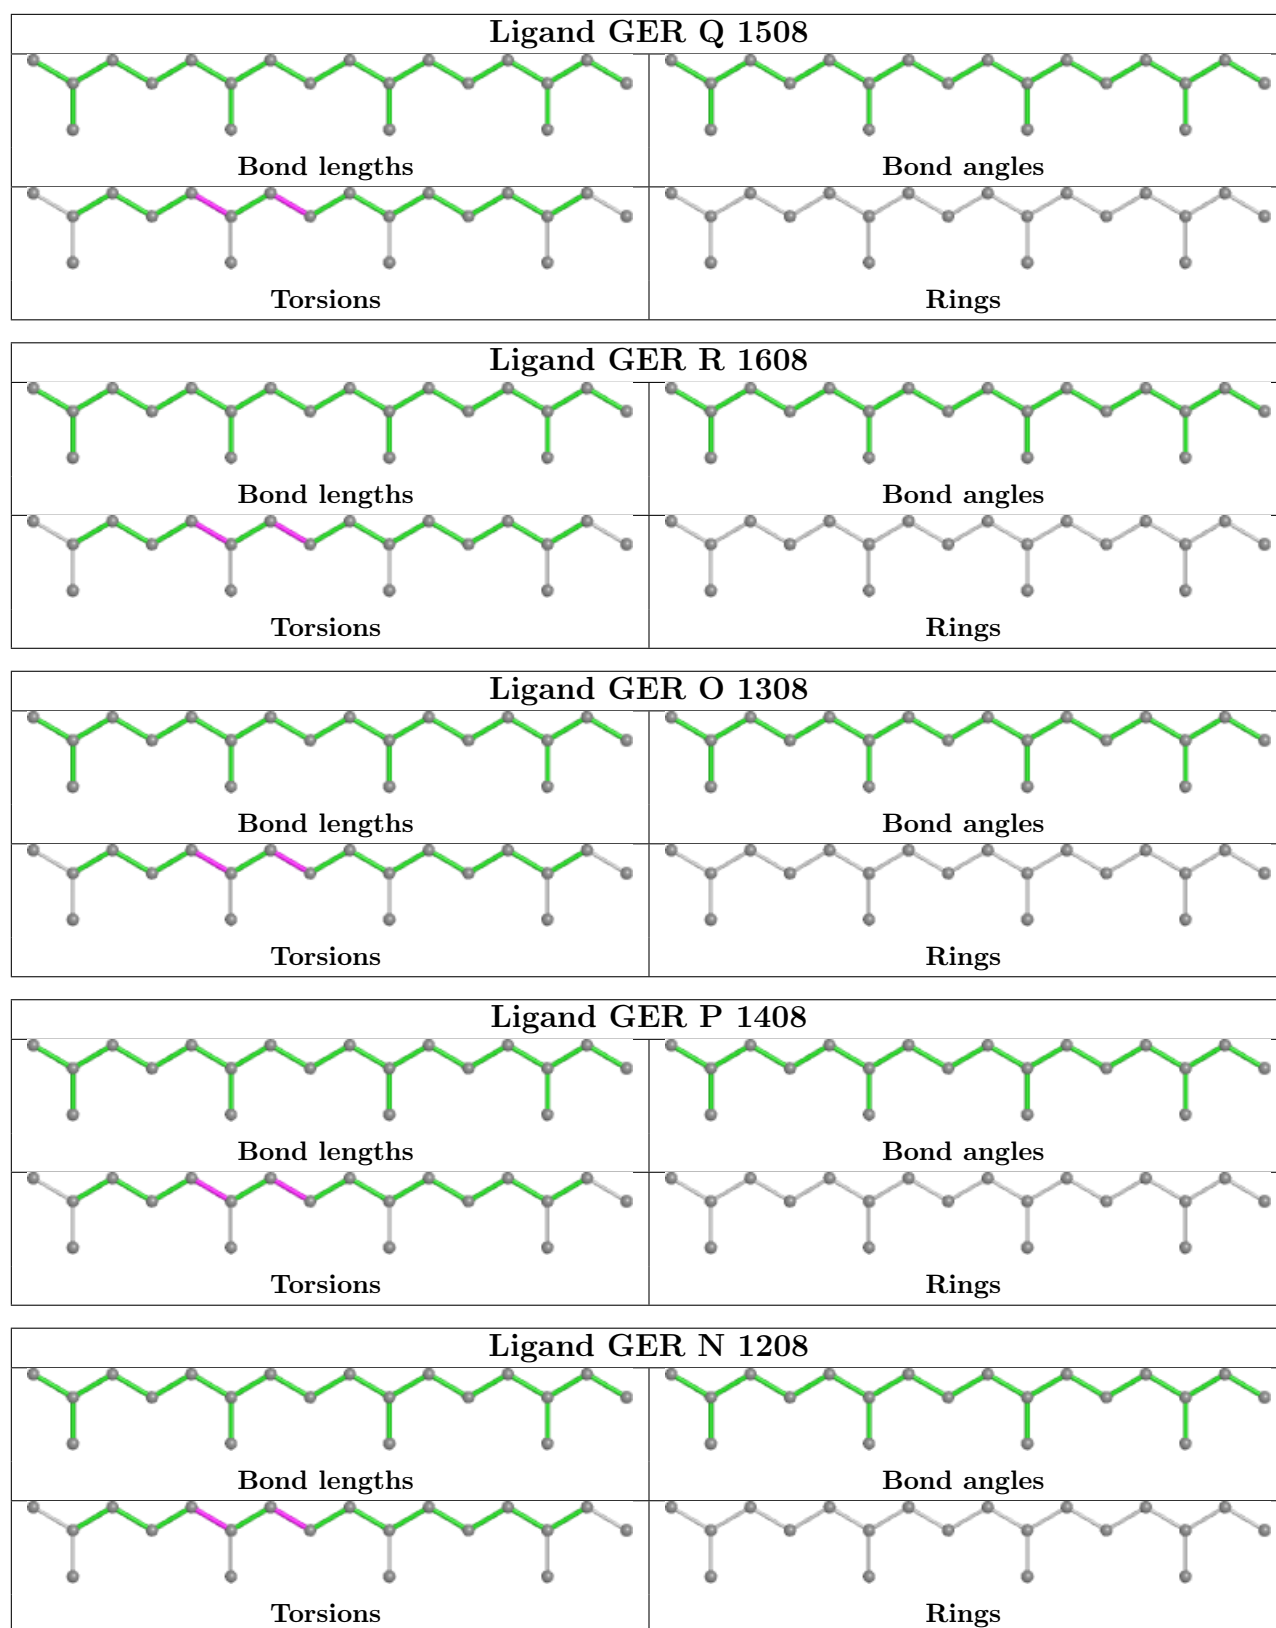 Ligand GER Q 1508
Bond lengths Bond angles
Torsions Rings
Ligand GER R 1608
Bond lengths Bond angles
Torsions Rings
Ligand GER O 1308
Bond lengths Bond angles
Torsions Rings
Ligand GER P 1408
Bond lengths Bond angles
Torsions Rings
Ligand GER N 1208
Bond lengths Bond angles
Torsions Rings